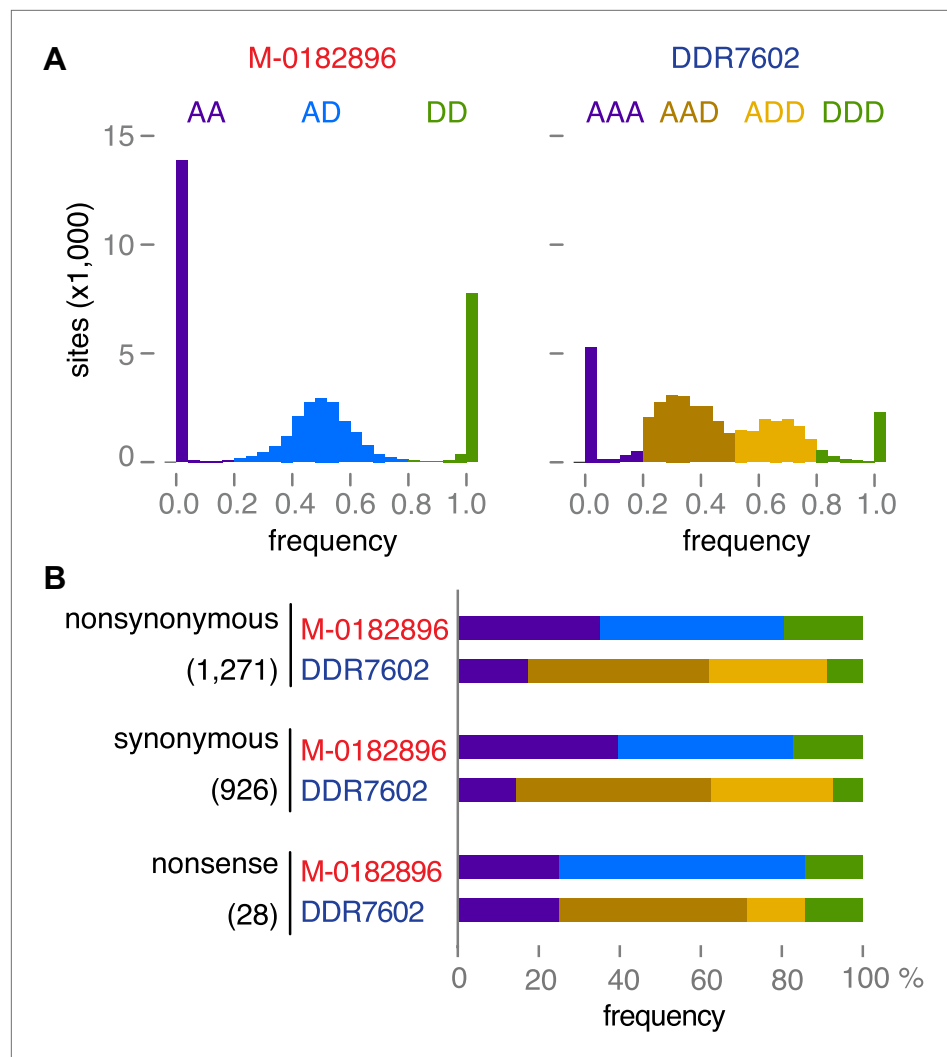 A
M-0182896 DDR7602
AA AD DD AAA AAD ADD DDD
15
10
5
0
sites (x1,000)
0.0 0.2 0.4 0.6 0.8 1.0 0.0 0.2 0.4 0.6 0.8 1.0
frequency frequency
B
nonsynonymous M-0182896
(1,271) DDR7602
synonymous M-0182896
(926) DDR7602
nonsense M-0182896
(28) DDR7602
0 20 40 60 80 100 %
frequency